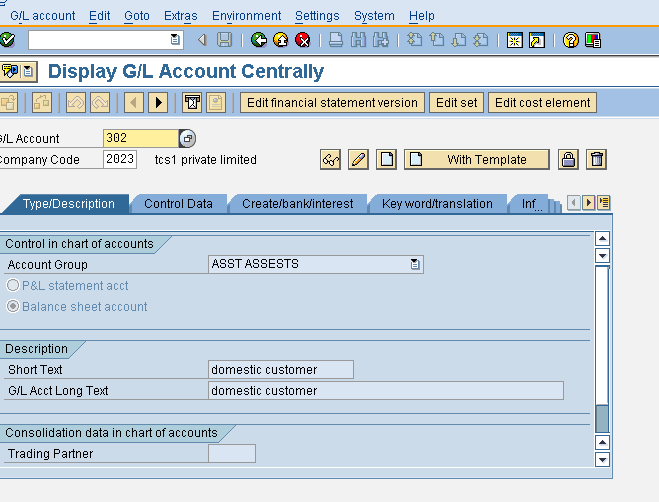 G/L account Edit Goto Extras Environment Settings System Help
Display G/L Account Centrally
Edit financial statement version Edit set Edit cost element
G/L Account 302
Company Code 2023 tcs1 private limited
With Template
Type/Description Control Data Create/bank/interest Key word/translation Inf...
Control in chart of accounts
Account Group ASST ASSESTS
P&L statement acct
Balance sheet account
Description
Short Text domestic customer
G/L Acct Long Text domestic customer
Consolidation data in chart of accounts
Trading Partner